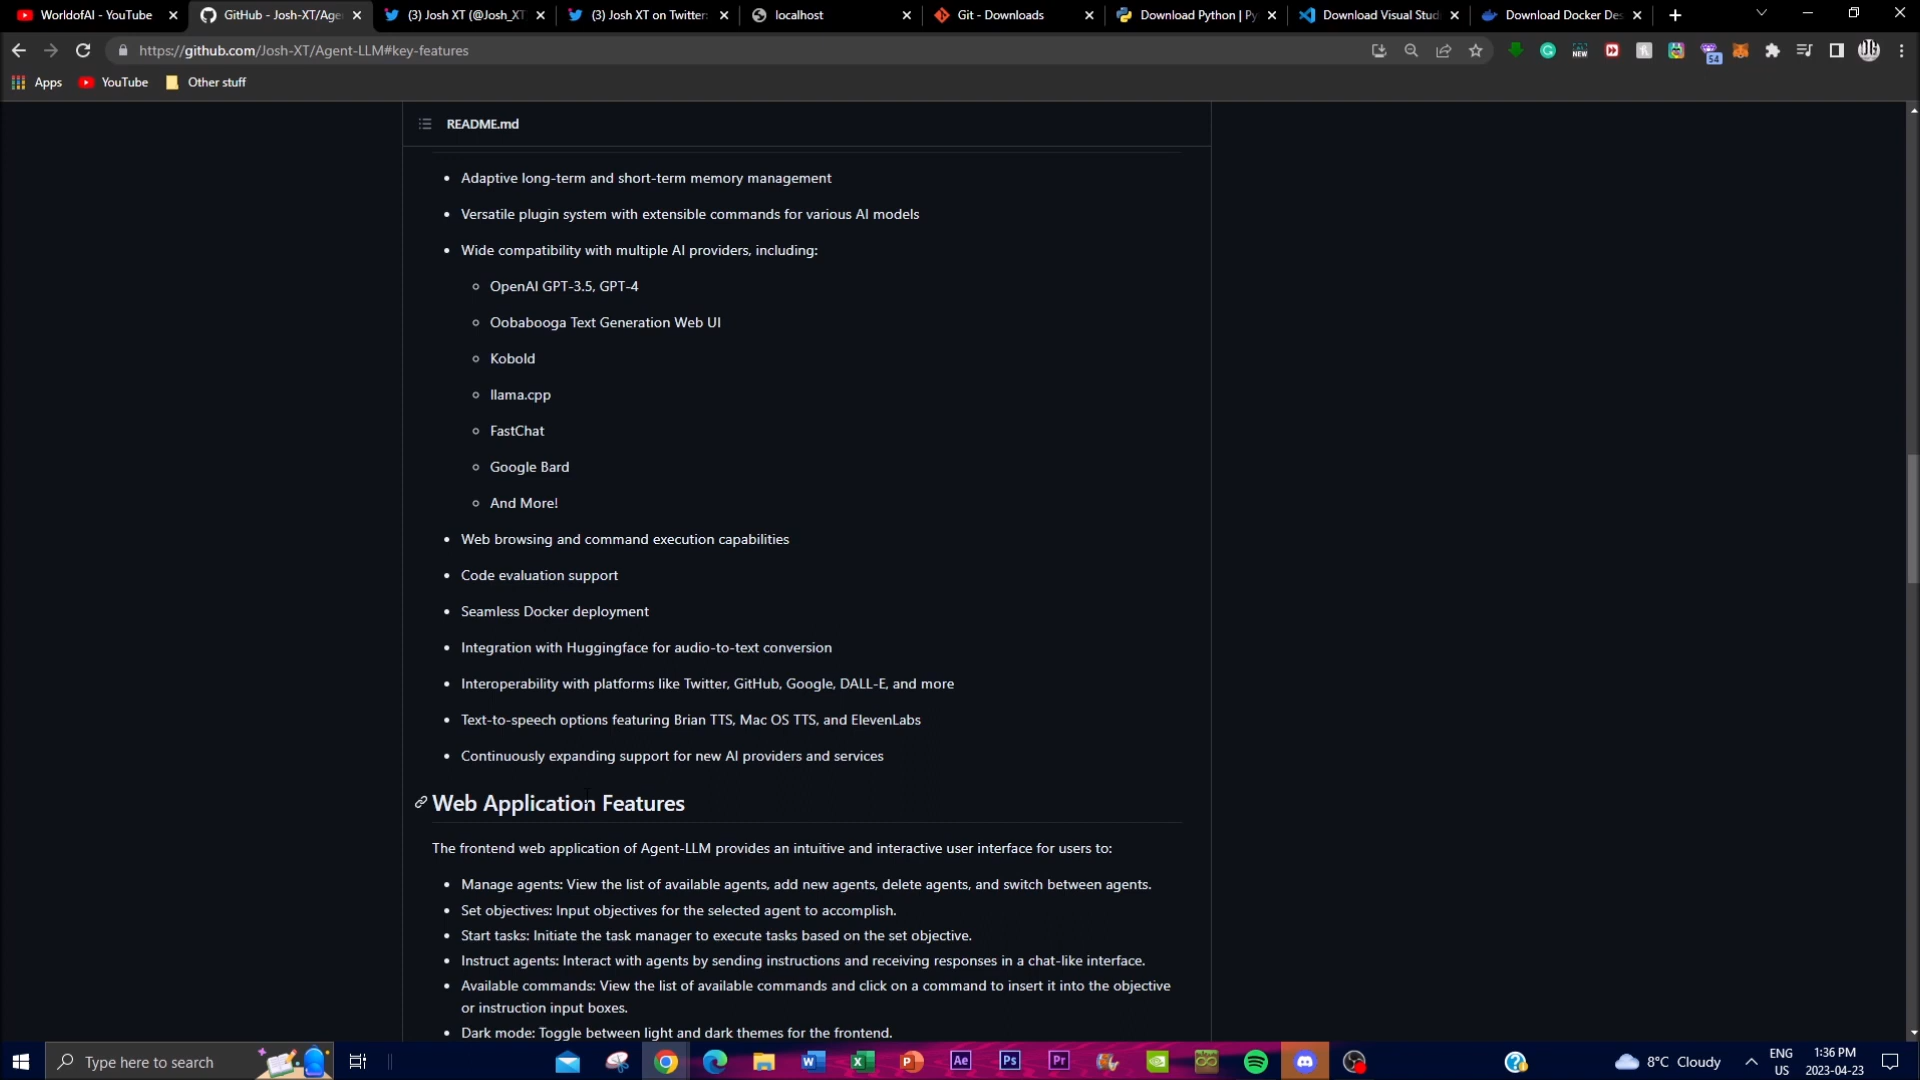 WorldofAI - YouTube
GitHub - Josh-XT/Age
(3) Josh XT (@Josh_XT
(3) Josh XT on Twitter:
localhost
Git - Downloads
Download Python | Py
Download Visual Stud
Download Docker Des
https://github.com/Josh-XT/Agent-LLM#key-features
NEW
54
Apps
YouTube
Other stuff
README.md
Adaptive long-term and short-term memory management
Versatile plugin system with extensible commands for various AI models
Wide compatibility with multiple AI providers, including:
OpenAI GPT-3.5, GPT-4
Oobabooga Text Generation Web UI
Kobold
llama.cpp
FastChat
Google Bard
And More!
Web browsing and command execution capabilities
Code evaluation support
Seamless Docker deployment
Integration with Huggingface for audio-to-text conversion
Interoperability with platforms like Twitter, GitHub, Google, DALL-E, and more
Text-to-speech options featuring Brian TTS, Mac OS TTS, and ElevenLabs
Continuously expanding support for new AI providers and services
Web Application Features
The frontend web application of Agent-LLM provides an intuitive and interactive user interface for users to:
Manage agents: View the list of available agents, add new agents, delete agents, and switch between agents.
Set objectives: Input objectives for the selected agent to accomplish.
Start tasks: Initiate the task manager to execute tasks based on the set objective.
Instruct agents: Interact with agents by sending instructions and receiving responses in a chat-like interface.
Available commands: View the list of available commands and click on a command to insert it into the objective
or instruction input boxes.
Dark mode: Toggle between light and dark themes for the frontend.
Type here to search
Ae
Ps
Pr
8°C Cloudy
ENG
US
1:36 PM
2023-04-23